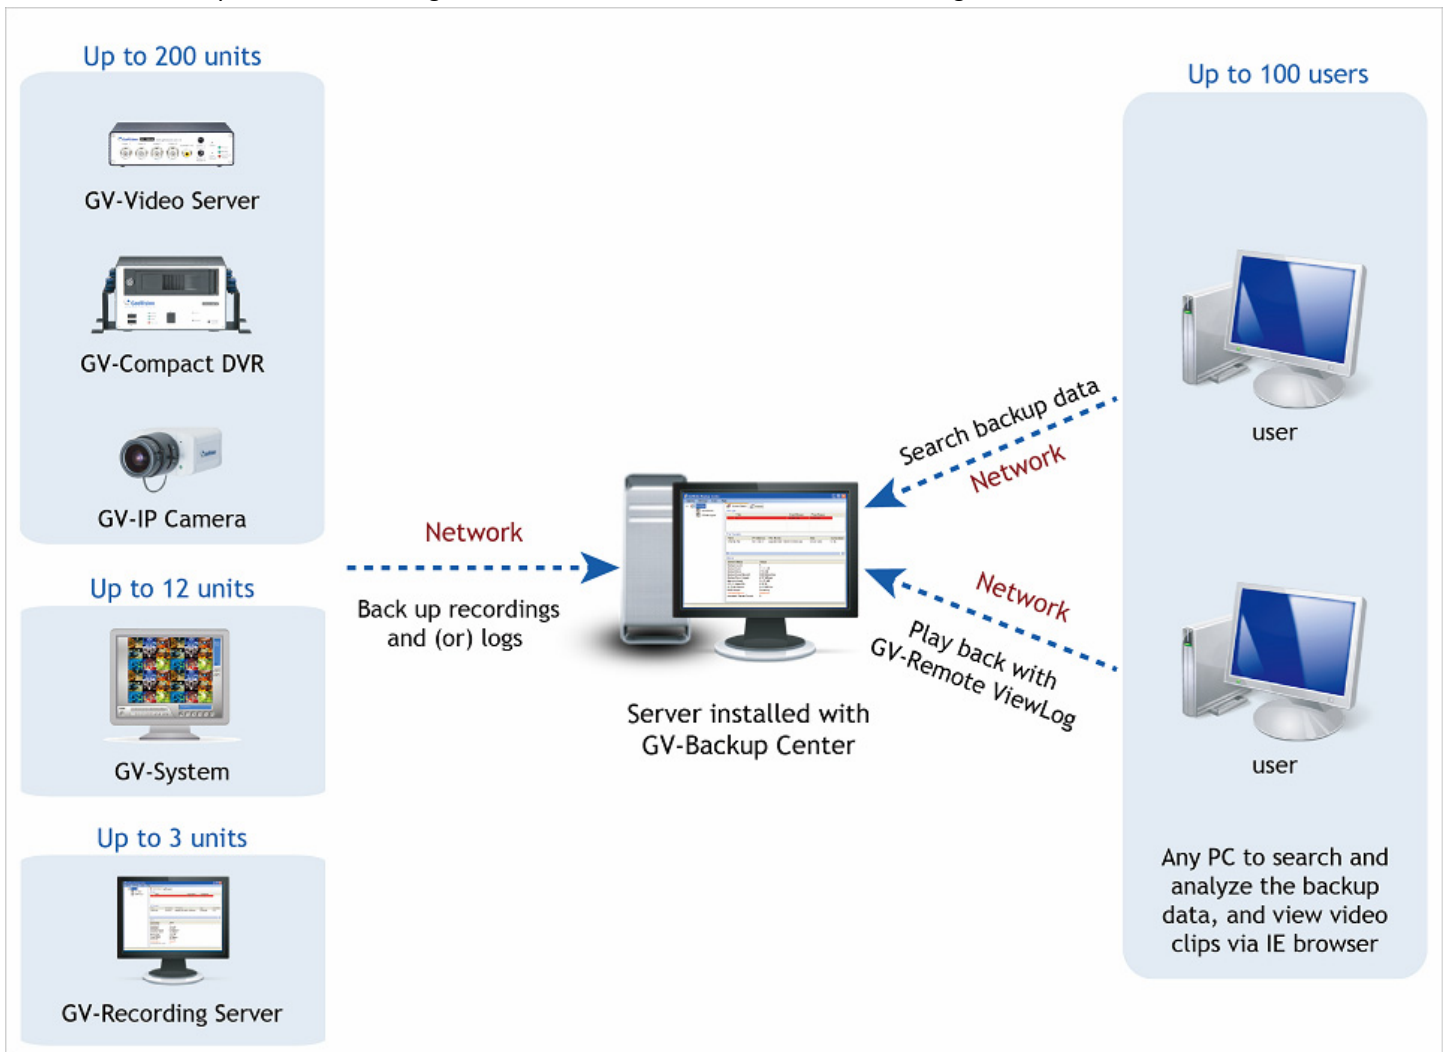 Up to 200 units
GV-Video Server
GeoVision
GV-Compact DVR
GV-IP Camera
Up to 12 units
GV-System
Up to 3 units
GV-Recording Server
Network
Back up recordings
and (or) logs
Server installed with
GV-Backup Center
Search backup data
Network
Network
Play back with
GV-Remote ViewLog
Up to 100 users
user
user
Any PC to search and
analyze the backup
data, and view video
clips via IE browser